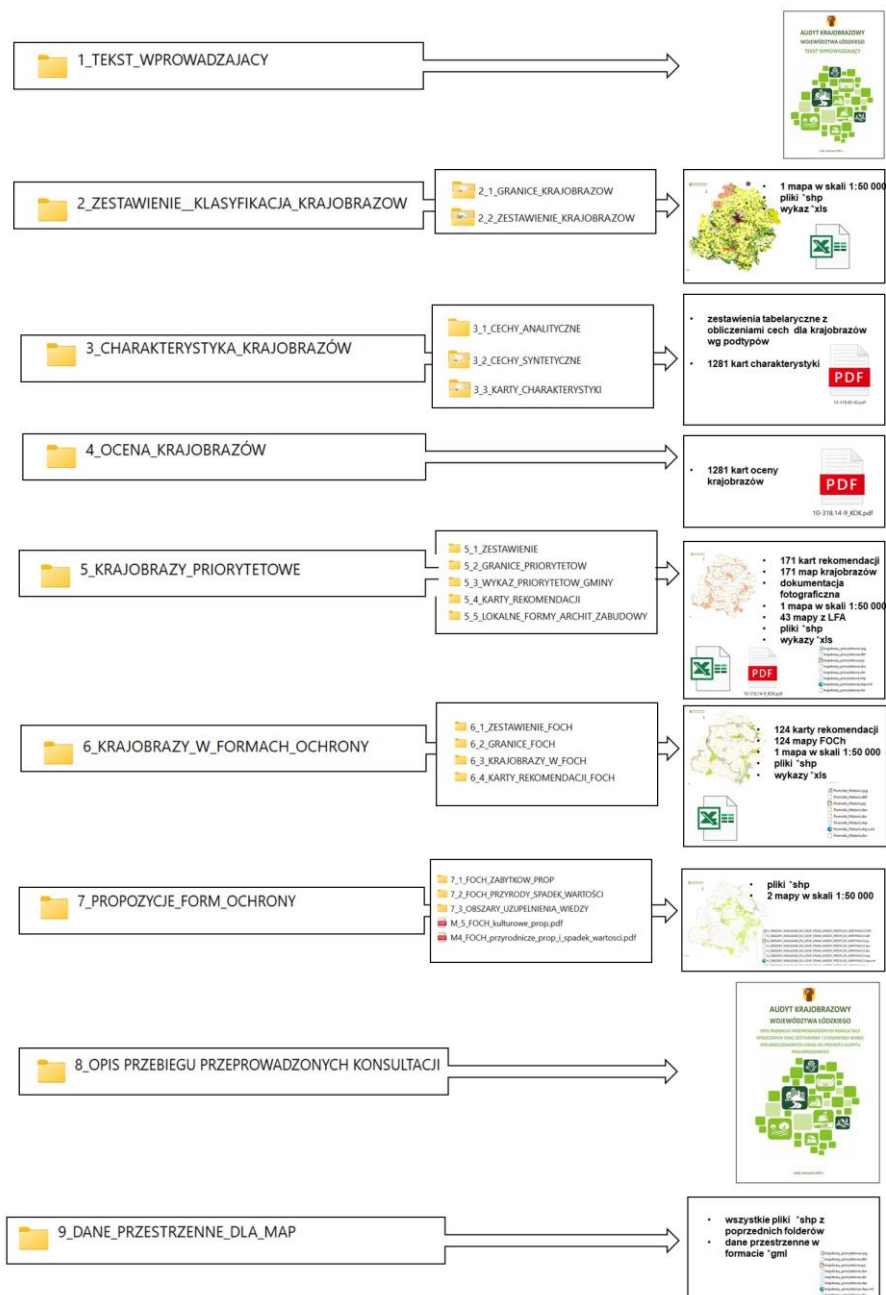 AUDYT KRAJOBRAZOWY
WOJEWÓDZTWA ŁÓDZKIEGO
TEKST WPROWADZAJĄCY
1_TEKST_WPROWADZAJACY
2_ZESTAWIENIE__KLASYFIKACJA_KRAJOBRAZOW
2_1_GRANICE_KRAJOBRAZOW
2_2_ZESTAWIENIE_KRAJOBRAZOW
• 1 mapa w skali 1:50 000
• pliki *shp
• wykaz *xls
3_CHARAKTERYSTYKA_KRAJOBRAZÓW
3_1_CECHY_ANALITYCZNE
3_2_CECHY_SYNTETYCZNE
3_3_KARTY_CHARAKTERYSTYKI
• zestawienia tabelaryczne z
obliczeniami cech dla krajobrazów
wg podtypów
• 1281 kart charakterystyki
PDF
4_OCENA_KRAJOBRAZÓW
• 1281 kart oceny
krajobrazów
PDF
10-318.14-9_KOK.pdf
5_KRAJOBRAZY_PRIORYTETOWE
5_1_ZESTAWIENIE
5_2_GRANICE_PRIORYTETOW
5_3_WYKAZ_PRIORYTETOW_GMINY
5_4_KARTY_REKOMENDACJI
5_5_LOKALNE_FORMY_ARCHIT_ZABUDOWY
• 171 kart rekomendacji
• 171 map krajobrazów
• dokumentacja
fotograficzna
• 1 mapa w skali 1:50 000
• 43 mapy z LFA
• pliki *shp
• wykazy *xls
PDF
10-318.14-9_KOK.pdf
6_KRAJOBRAZY_W_FORMACH_OCHRONY
6_1_ZESTAWIENIE_FOCH
6_2_GRANICE_FOCH
6_3_KRAJOBRAZY_W_FOCH
6_4_KARTY_REKOMENDACJI_FOCH
• 124 karty rekomendacji
• 124 mapy FOCh
• 1 mapa w skali 1:50 000
• pliki *shp
• wykazy *xls
7_PROPOZYCJE_FORM_OCHRONY
7_1_FOCH_ZABYTKOW_PROP
7_2_FOCH_PRZYRODY_SPADEK_WARTOŚCI
7_3_OBSZARY_UZUPELNIENIA_WIEDZY
M_5_FOCH_kulturowe_prop.pdf
M4_FOCH_przyrodnicze_prop_i_spadek_wartosci.pdf
• pliki *shp
• 2 mapy w skali 1:50 000
8_OPIS PRZEBIEGU PRZEPROWADZONYCH KONSULTACJI
AUDYT KRAJOBRAZOWY
WOJEWÓDZTWA ŁÓDZKIEGO
9_DANE_PRZESTRZENNE_DLA_MAP
• wszystkie pliki *shp z
poprzednich folderów
• dane przestrzenne w
formacie *gml